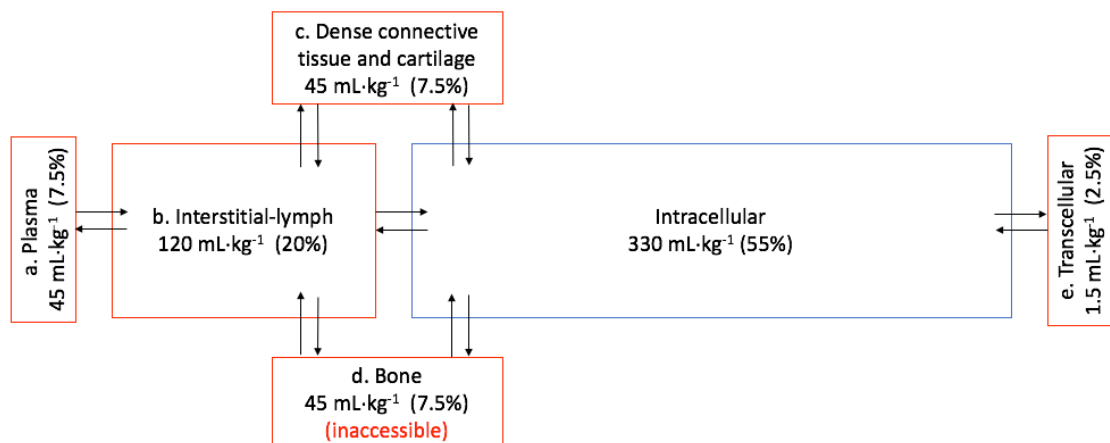 c. Dense connective
tissue and cartilage
45 mL·kg⁻¹ (7.5%)
a. Plasma
45 mL·kg⁻¹ (7.5%)
b. Interstitial-lymph
120 mL·kg⁻¹ (20%)
Intracellular
330 mL·kg⁻¹ (55%)
e. Transcellular
1.5 mL·kg⁻¹ (2.5%)
d. Bone
45 mL·kg⁻¹ (7.5%)
(inaccessible)